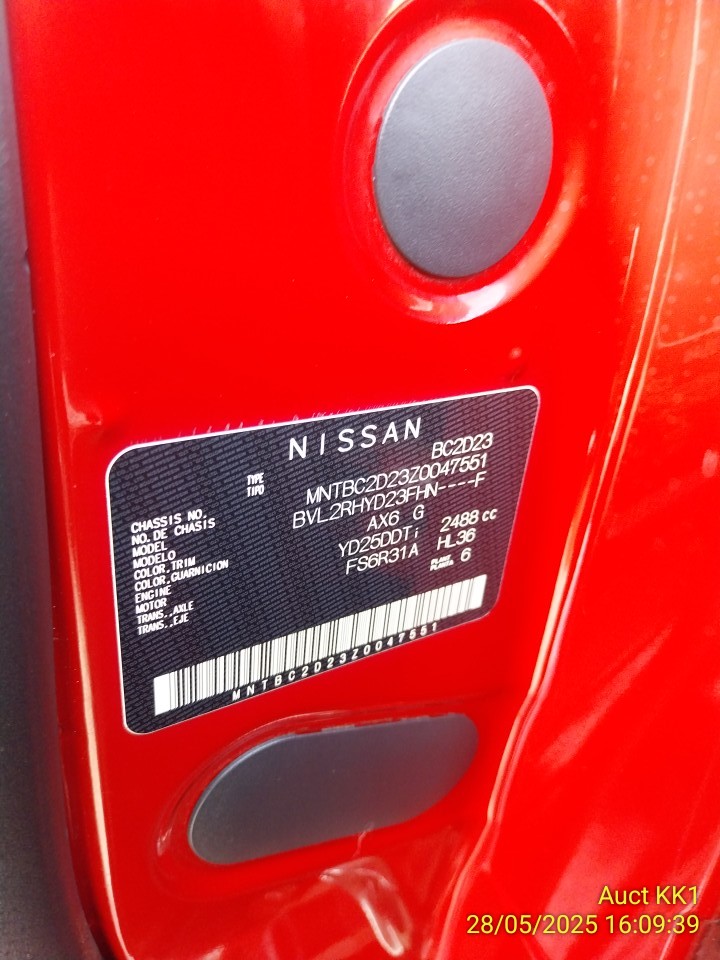 NISSAN
TYPE BC2D23
TIPO
CHASSIS NO. MNTBC2D23Z0047551
NO. DE CHASIS
MODEL BVL2RHYD23FHN----F
MODELO
COLOR,TRIM AX6 G
COLOR,GUARNICION
ENGINE YD25DDTi 2488 cc
MOTOR
TRANS.,AXLE FS6R31A HL36
TRANS.,EJE
PLANT 6
PLANTA
MNTBC2D23Z0047551
Auct KK1
28/05/2025 16:09:39